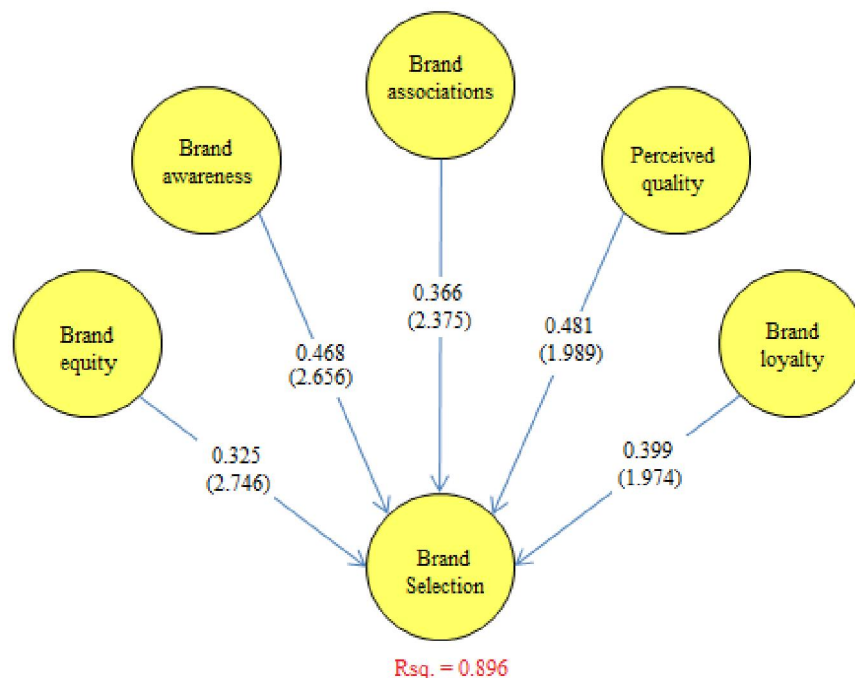 Brand
associations
Brand
awareness
Perceived
quality
Brand
equity
Brand
loyalty
0.366
(2.375)
0.468
(2.656)
0.481
(1.989)
0.325
(2.746)
0.399
(1.974)
Brand
Selection
Rsq. = 0.896